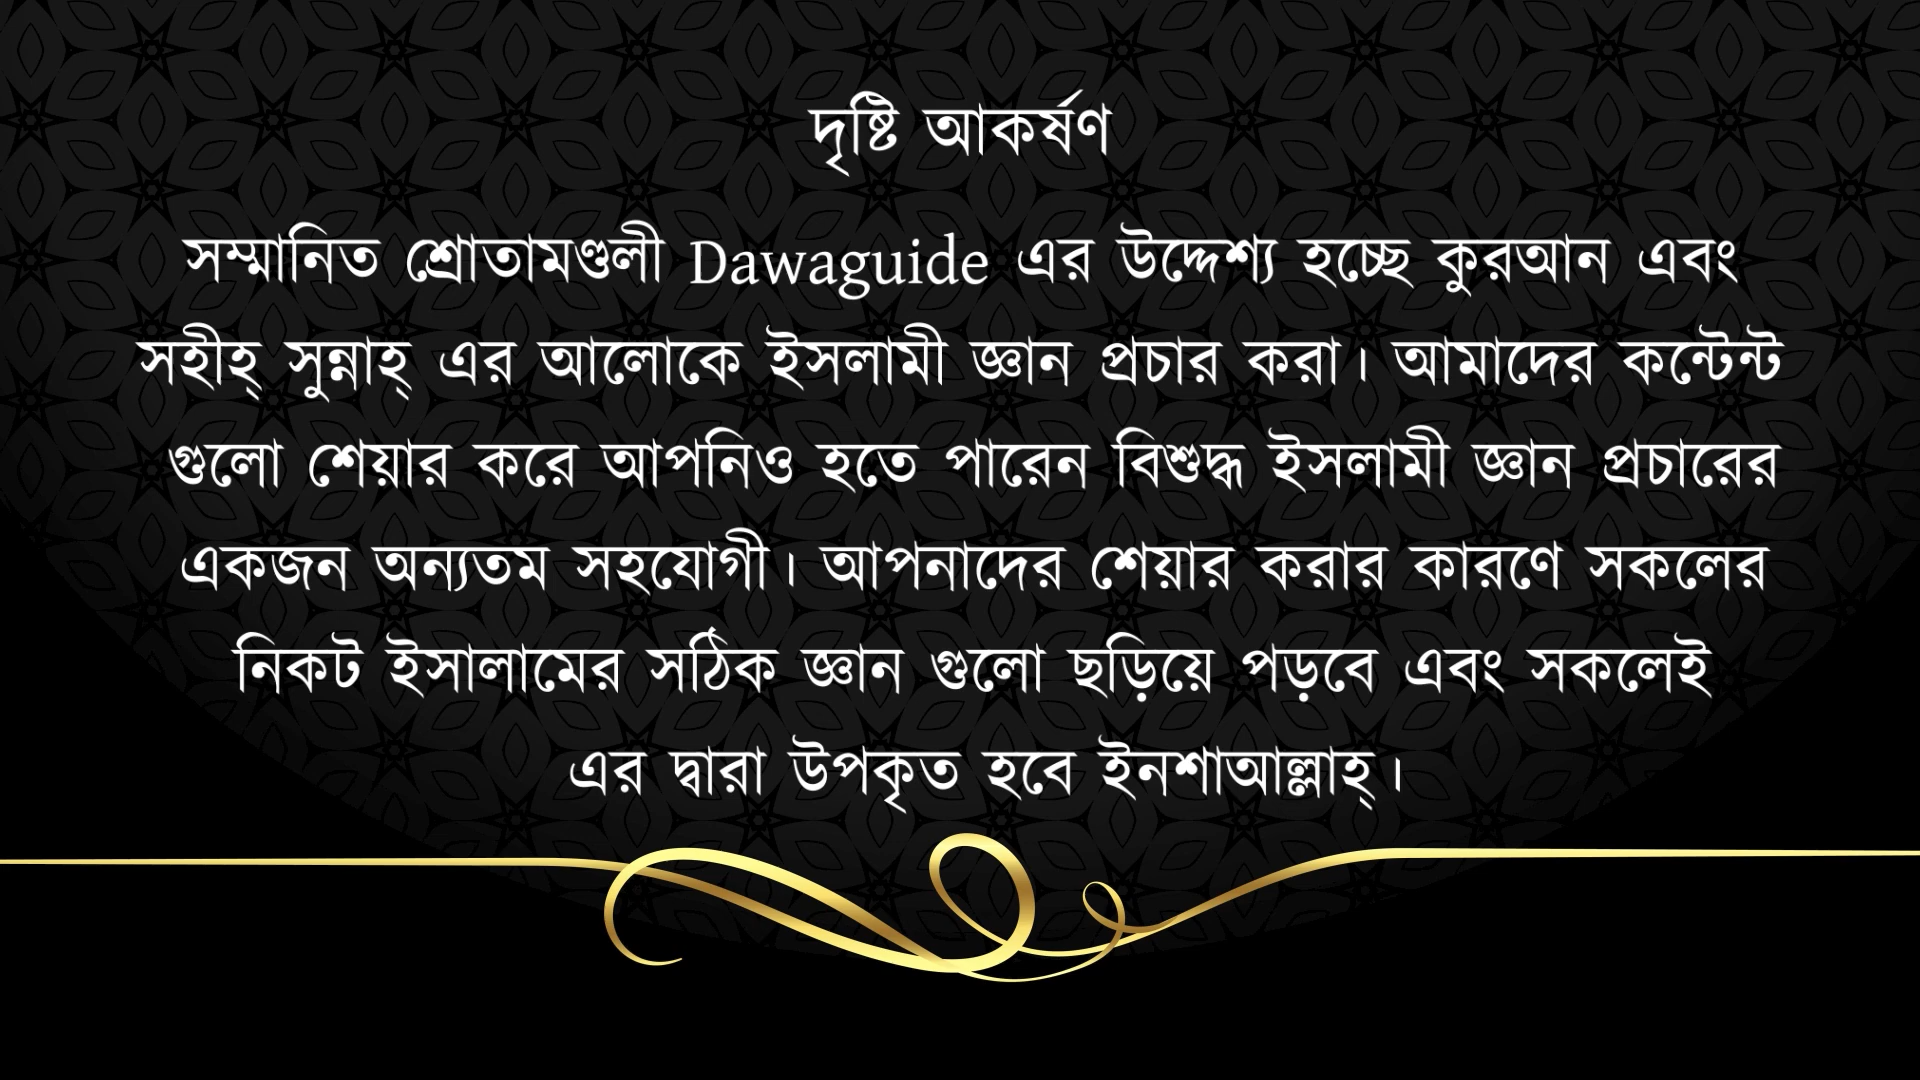 দৃষ্টি আকর্ষণ
সম্মানিত শ্রোতামণ্ডলী Dawaguide এর উদ্দেশ্য হচ্ছে কুরআন এবং
সহীহ্ সুন্নাহ্ এর আলোকে ইসলামী জ্ঞান প্রচার করা। আমাদের কন্টেন্ট
গুলো শেয়ার করে আপনিও হতে পারেন বিশুদ্ধ ইসলামী জ্ঞান প্রচারের
একজন অন্যতম সহযোগী। আপনাদের শেয়ার করার কারণে সকলের
নিকট ইসালামের সঠিক জ্ঞান গুলো ছড়িয়ে পড়বে এবং সকলেই
এর দ্বারা উপকৃত হবে ইনশাআল্লাহ্।